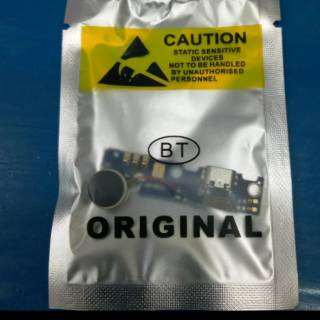 CAUTION
STATIC SENSITIVE
DEVICES
NOT TO BE HANDLED
BY UNAUTHORISED
PERSONNEL
BT
ORIGINAL